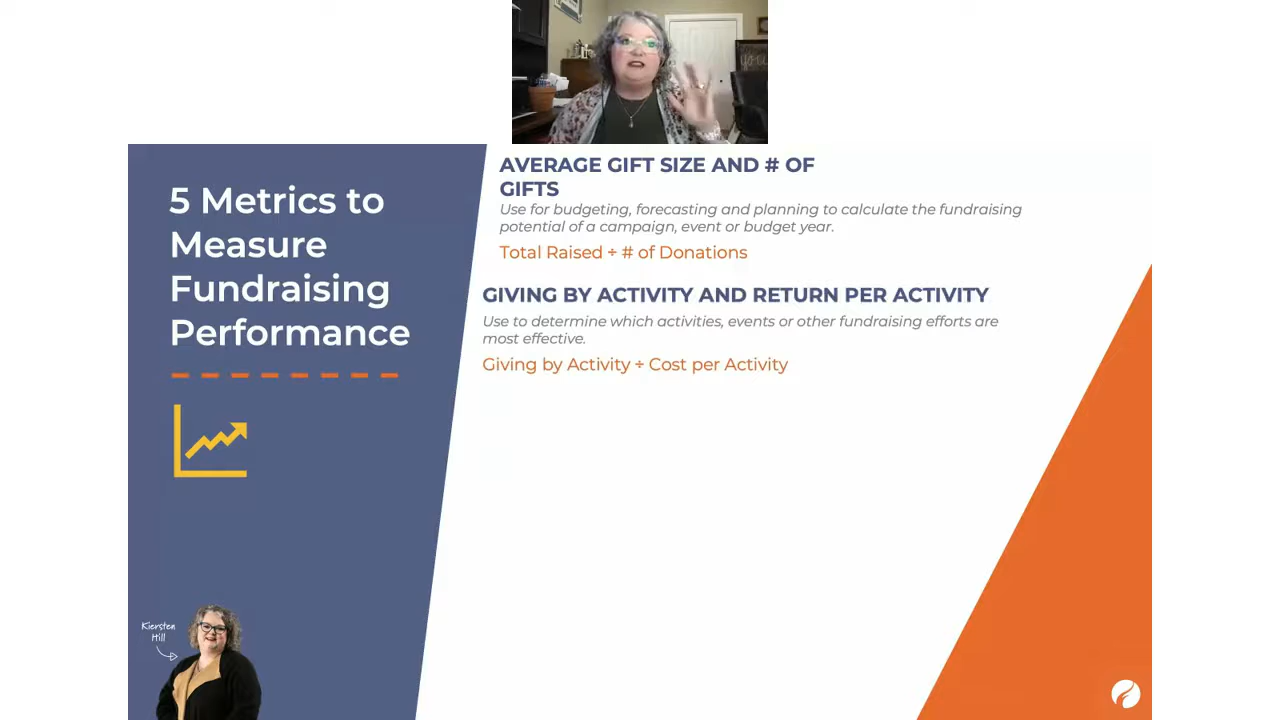 5 Metrics to
Measure
Fundraising
Performance
Kiersten
Hill
AVERAGE GIFT SIZE AND # OF
GIFTS
Use for budgeting, forecasting and planning to calculate the fundraising
potential of a campaign, event or budget year.
Total Raised ÷ # of Donations
GIVING BY ACTIVITY AND RETURN PER ACTIVITY
Use to determine which activities, events or other fundraising efforts are
most effective.
Giving by Activity ÷ Cost per Activity